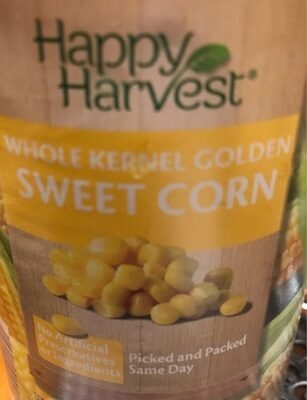 Happy
Harvest®
WHOLE KERNEL GOLDEN
SWEET CORN
No Artificial
Preservatives
or Ingredients
Picked and Packed
Same Day